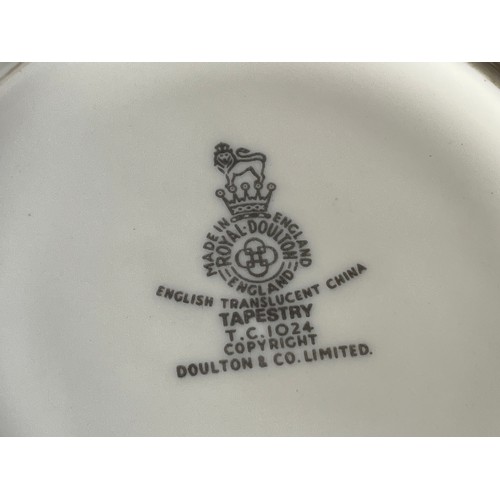 MADE IN ENGLAND
ROYAL·DOULTON
ENGLAND
ENGLISH TRANSLUCENT CHINA
TAPESTRY
T.C.1024
COPYRIGHT
DOULTON & CO. LIMITED.